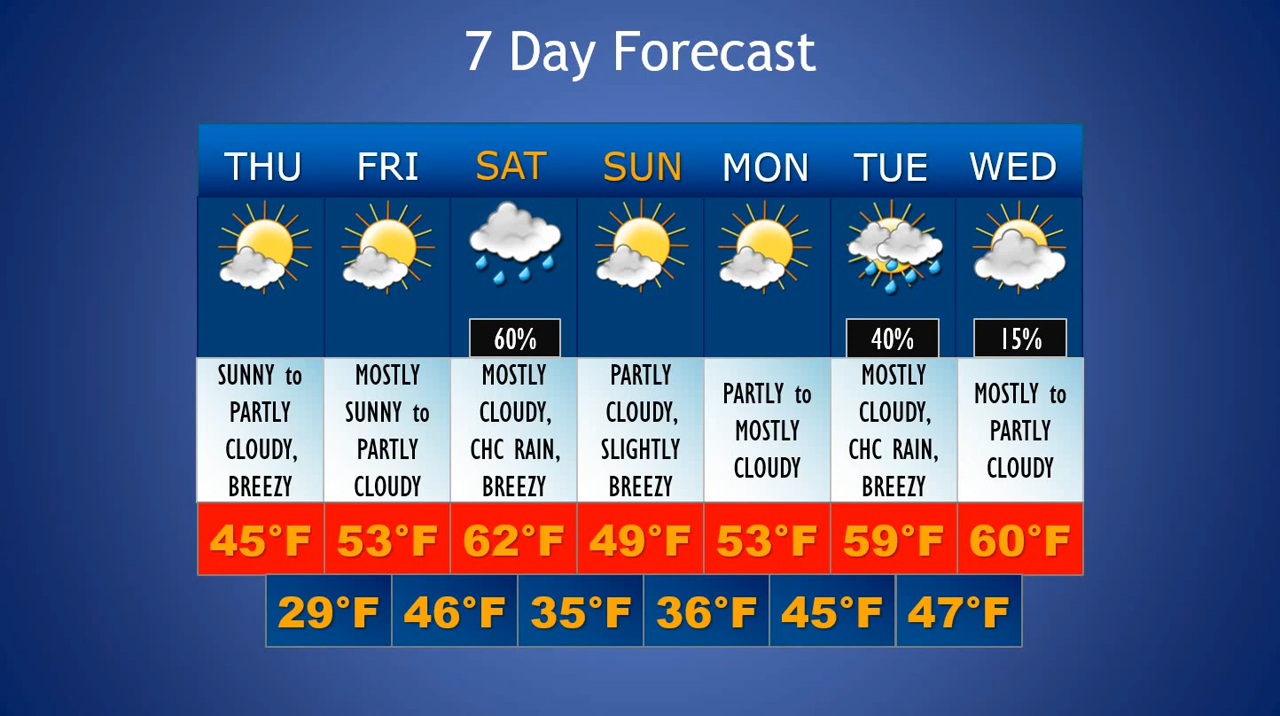 7 Day Forecast
THU FRI SAT SUN MON TUE WED
60% 40% 15%
SUNNY to
PARTLY
CLOUDY,
BREEZY
MOSTLY
SUNNY to
PARTLY
CLOUDY
MOSTLY
CLOUDY,
CHC RAIN,
BREEZY
PARTLY
CLOUDY,
SLIGHTLY
BREEZY
PARTLY to
MOSTLY
CLOUDY
MOSTLY
CLOUDY,
CHC RAIN,
BREEZY
MOSTLY to
PARTLY
CLOUDY
45°F 53°F 62°F 49°F 53°F 59°F 60°F
29°F 46°F 35°F 36°F 45°F 47°F